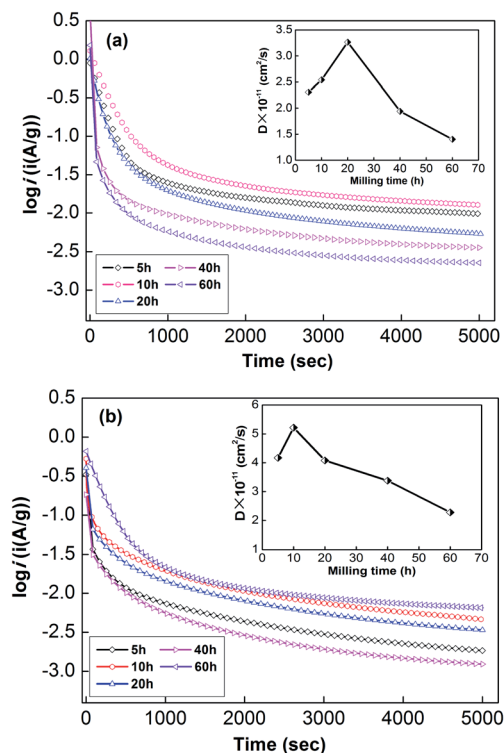 0.5
0.0
-0.5
-1.0
-1.5
-2.0
-2.5
-3.0
log i (i(A/g))
(a)
3.5
3.0
2.5
2.0
1.5
1.0
D×10⁻¹¹ (cm²/s)
0 10 20 30 40 50 60 70
Milling time (h)
5h 40h
10h 60h
20h
0 1000 2000 3000 4000 5000
Time (sec)
0.5
0.0
-0.5
-1.0
-1.5
-2.0
-2.5
-3.0
log i (i(A/g))
(b)
6
5
4
3
2
1
D×10⁻¹¹ (cm²/s)
0 10 20 30 40 50 60 70
Milling time (h)
5h 40h
10h 60h
20h
0 1000 2000 3000 4000 5000
Time (sec)